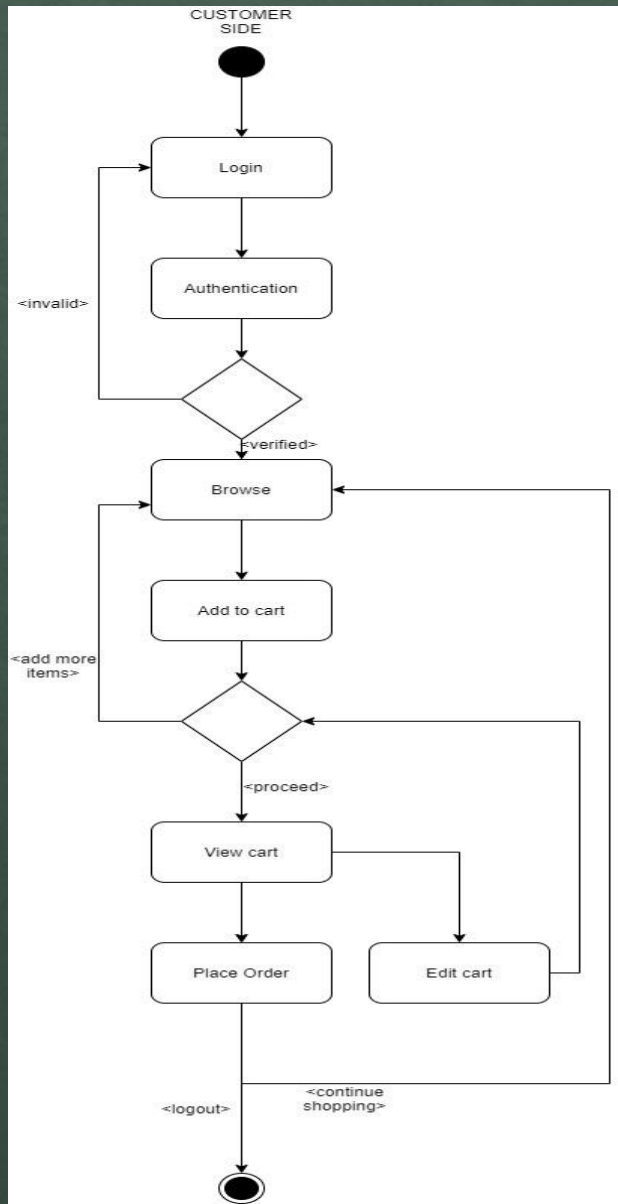 CUSTOMER
SIDE
Login
Authentication
<invalid>
<verified>
Browse
Add to cart
<add more
items>
<proceed>
View cart
Place Order
Edit cart
<continue
shopping>
<logout>